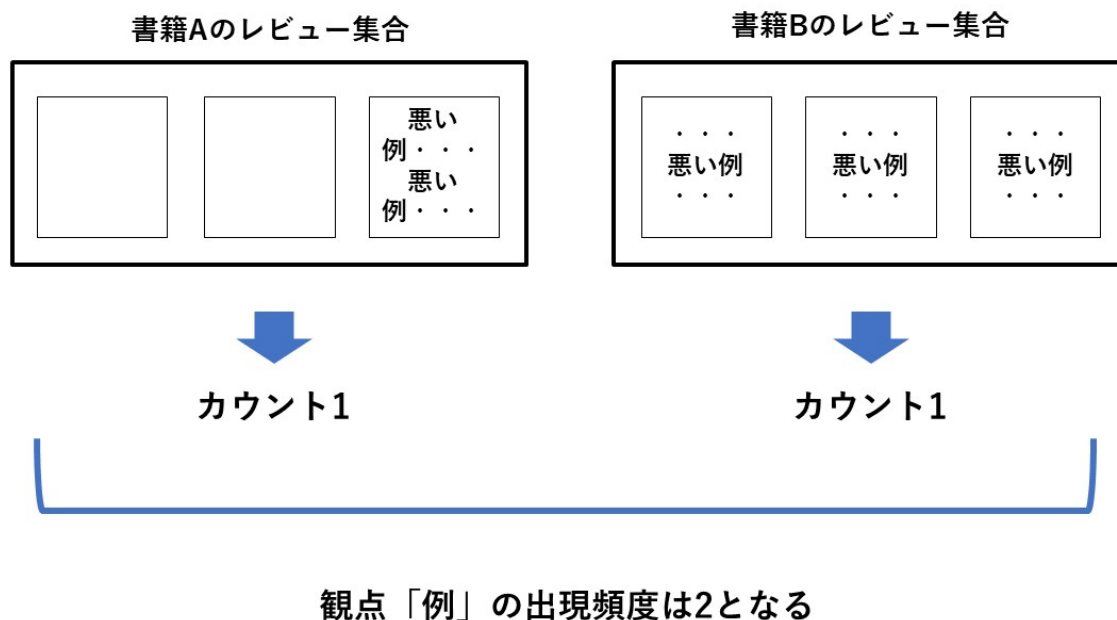 書籍Aのレビュー集合
書籍Bのレビュー集合
悪い
例・・・
悪い
例・・・
・・・
悪い例
・・・
・・・
悪い例
・・・
・・・
悪い例
・・・
カウント1
カウント1
観点「例」の出現頻度は2となる